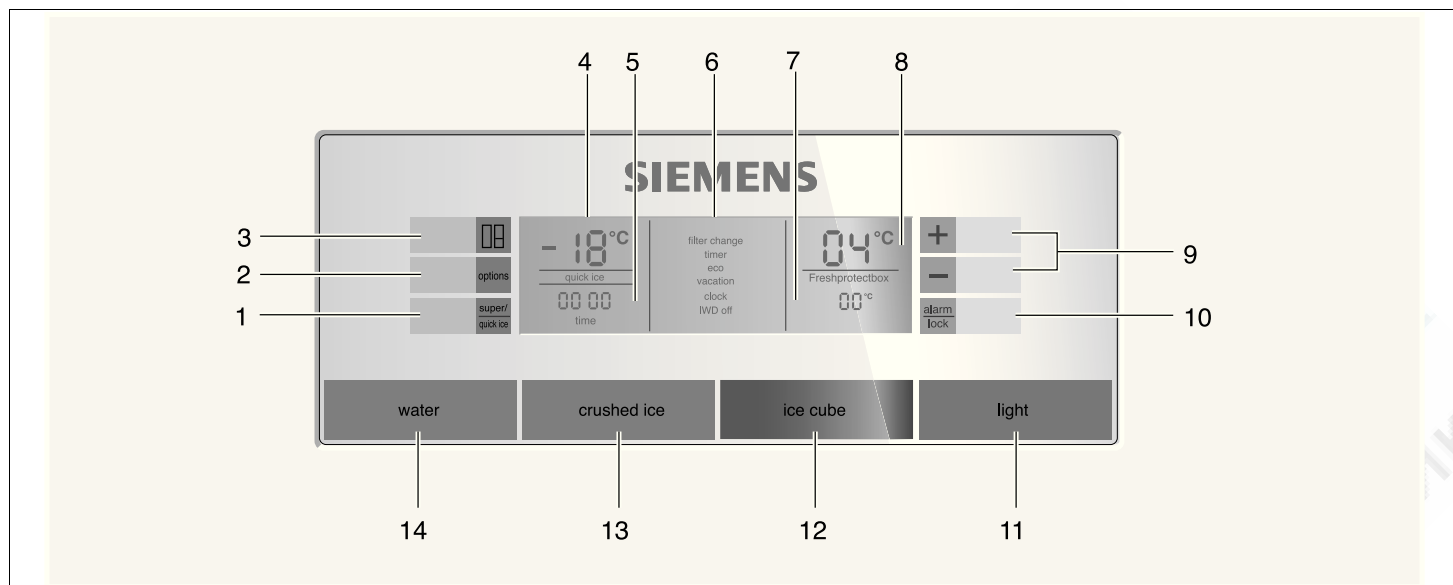 4 5 6 7 8
SIEMENS
3 -18°C 04°C + 9
filter change
timer
2 options quick ice eco Freshprotectbox −
vacation
1 super/ quick ice 00 00 clock 00°C alarm lock 10
time IWD off
water crushed ice ice cube light
14 13 12 11